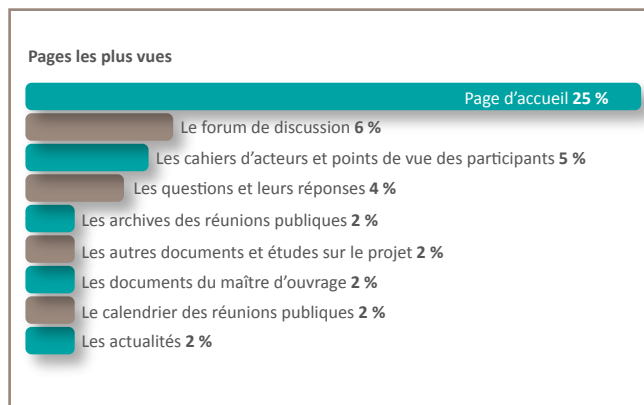 Pages les plus vues
Page d’accueil 25 %
Le forum de discussion 6 %
Les cahiers d’acteurs et points de vue des participants 5 %
Les questions et leurs réponses 4 %
Les archives des réunions publiques 2 %
Les autres documents et études sur le projet 2 %
Les documents du maître d’ouvrage 2 %
Le calendrier des réunions publiques 2 %
Les actualités 2 %